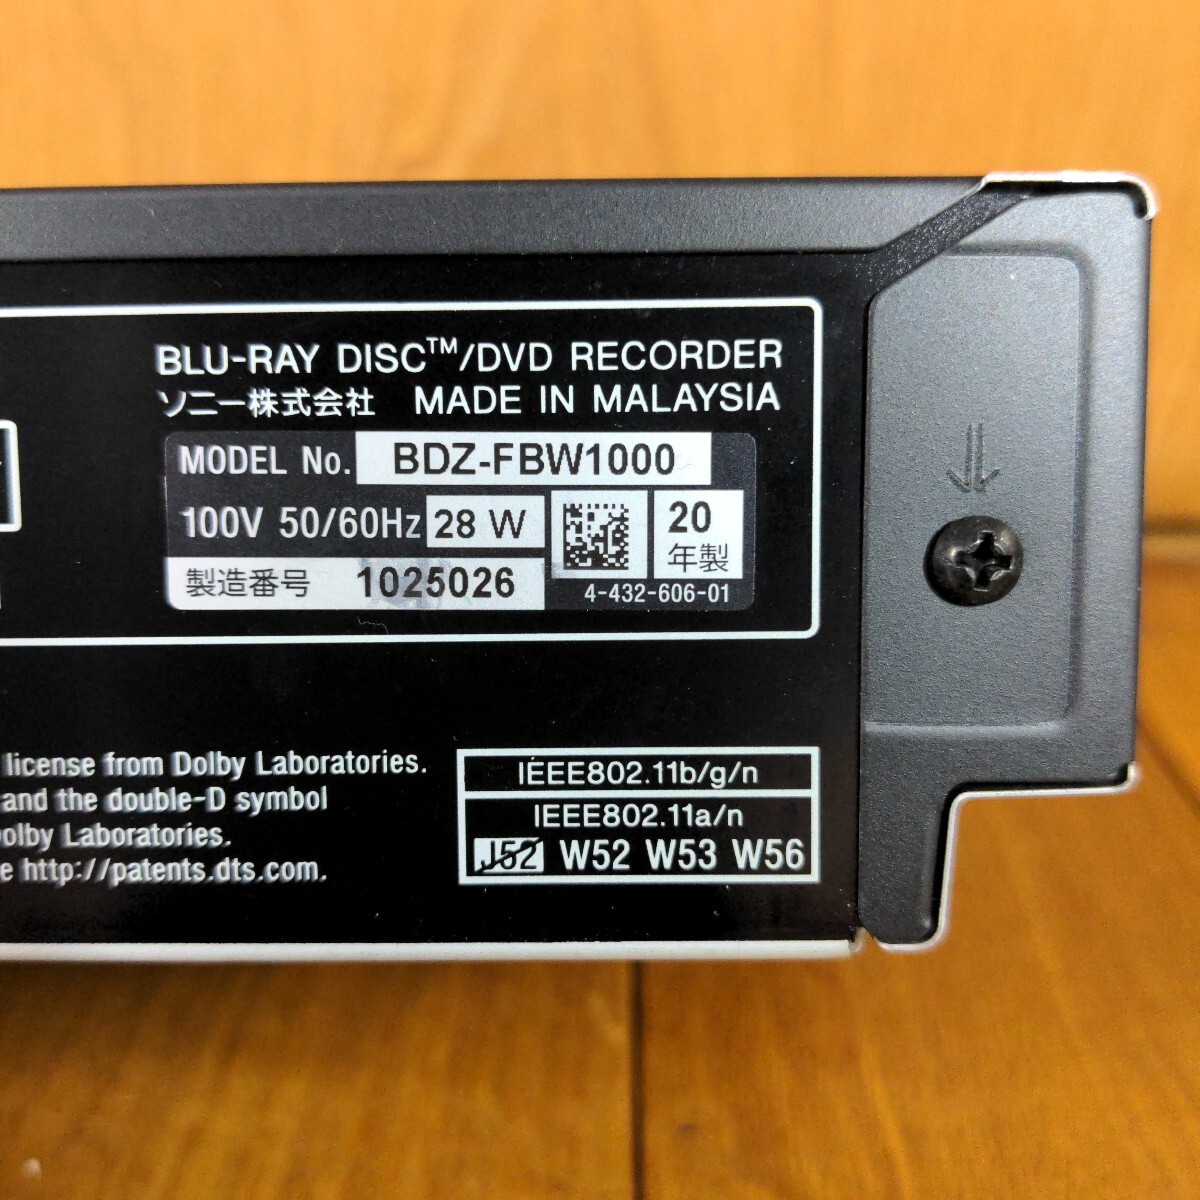 BLU-RAY DISC™/DVD RECORDER
ソニー株式会社 MADE IN MALAYSIA
MODEL No. BDZ-FBW1000
100V 50/60Hz 28 W
20
年製
製造番号 1025026
4-432-606-01
license from Dolby Laboratories.
and the double-D symbol
Dolby Laboratories.
http://patents.dts.com.
IEEE802.11b/g/n
IEEE802.11a/n
J52 W52 W53 W56